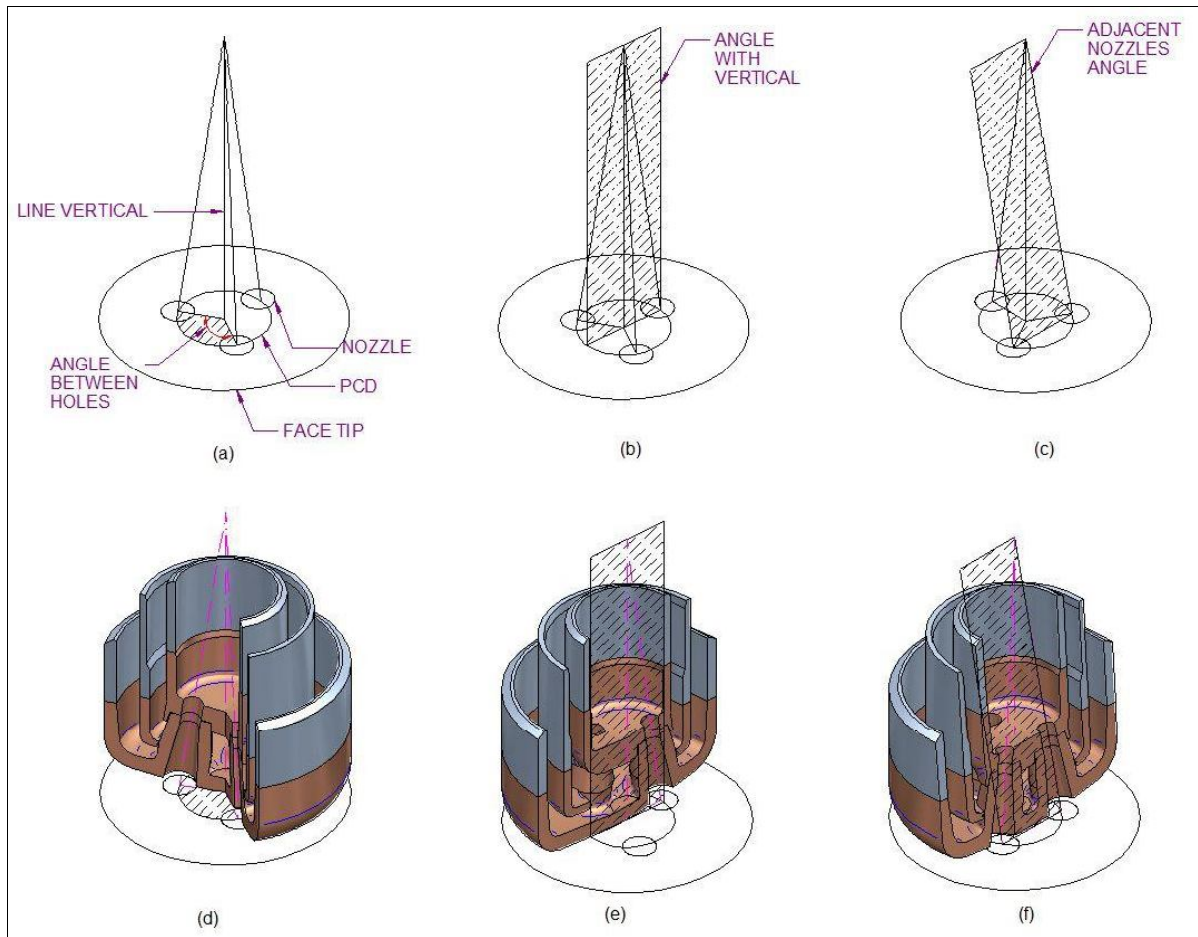 LINE VERTICAL
ANGLE
BETWEEN
HOLES
NOZZLE
PCD
FACE TIP
(a)
ANGLE
WITH
VERTICAL
(b)
ADJACENT
NOZZLES
ANGLE
(c)
(d)
(e)
(f)